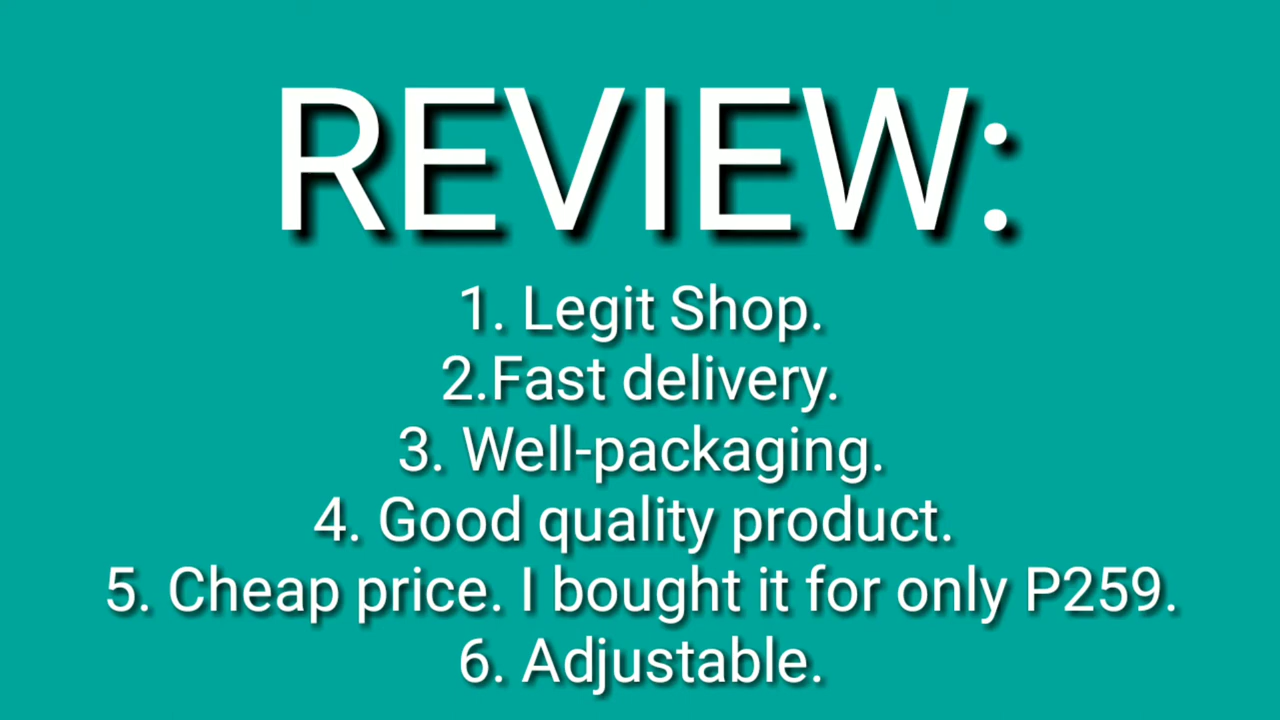 REVIEW:
1. Legit Shop.
2.Fast delivery.
3. Well-packaging.
4. Good quality product.
5. Cheap price. I bought it for only P259.
6. Adjustable.